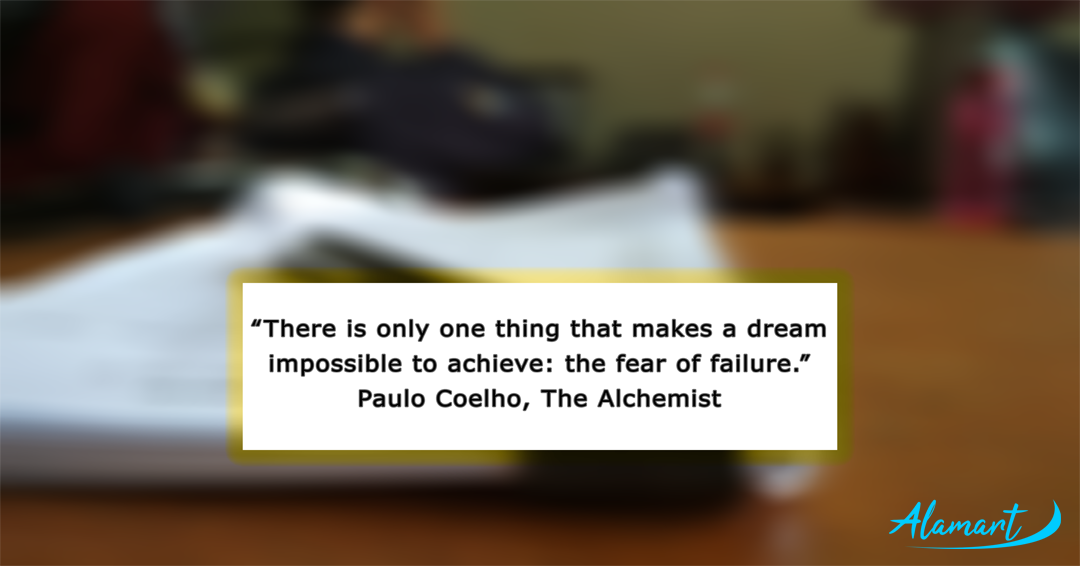 “There is only one thing that makes a dream
impossible to achieve: the fear of failure.”
Paulo Coelho, The Alchemist
Alamart